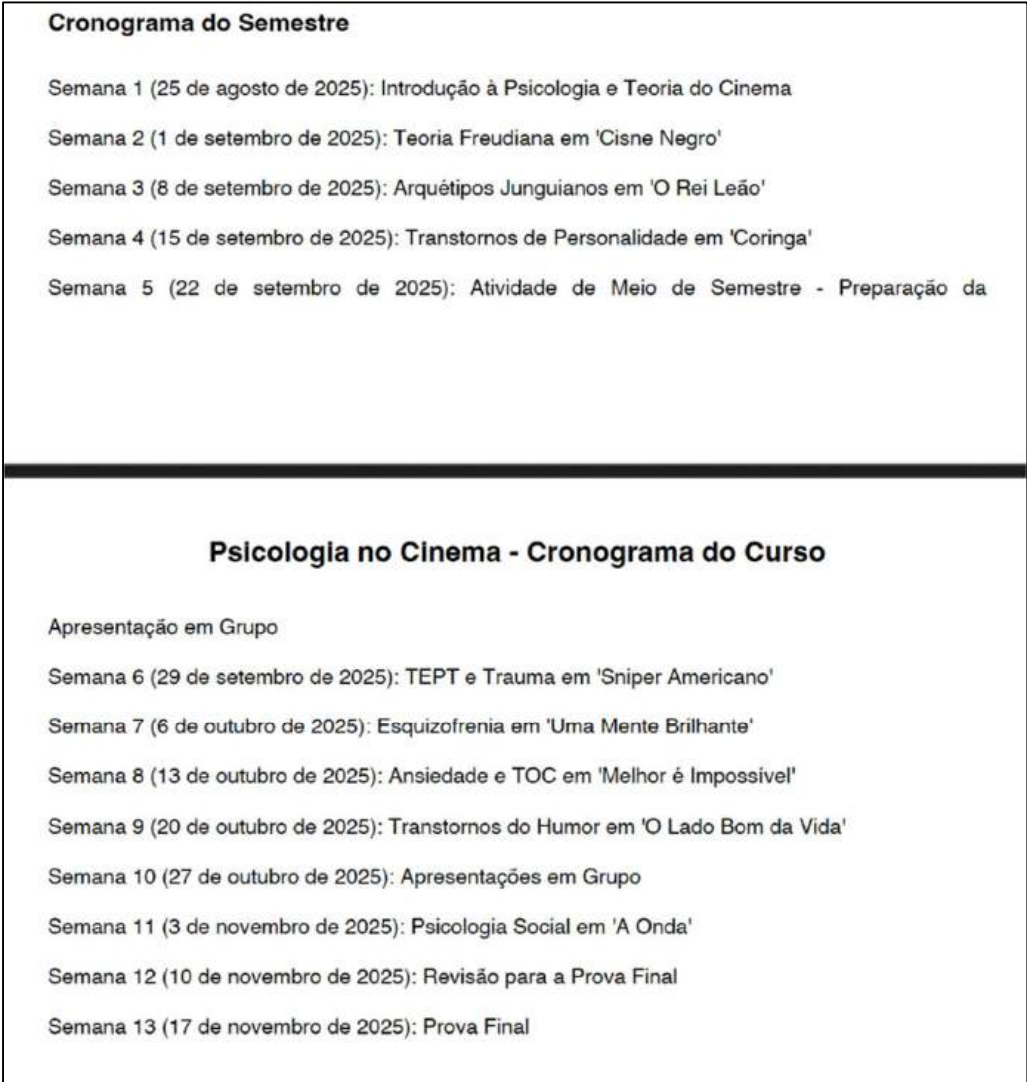 Cronograma do Semestre
Semana 1 (25 de agosto de 2025): Introdução à Psicologia e Teoria do Cinema
Semana 2 (1 de setembro de 2025): Teoria Freudiana em 'Cisne Negro'
Semana 3 (8 de setembro de 2025): Arquétipos Junguianos em 'O Rei Leão'
Semana 4 (15 de setembro de 2025): Transtornos de Personalidade em 'Coringa'
Semana 5 (22 de setembro de 2025): Atividade de Meio de Semestre - Preparação da
Psicologia no Cinema - Cronograma do Curso
Apresentação em Grupo
Semana 6 (29 de setembro de 2025): TEPT e Trauma em 'Sniper Americano'
Semana 7 (6 de outubro de 2025): Esquizofrenia em 'Uma Mente Brilhante'
Semana 8 (13 de outubro de 2025): Ansiedade e TOC em 'Melhor é Impossível'
Semana 9 (20 de outubro de 2025): Transtornos do Humor em 'O Lado Bom da Vida'
Semana 10 (27 de outubro de 2025): Apresentações em Grupo
Semana 11 (3 de novembro de 2025): Psicologia Social em 'A Onda'
Semana 12 (10 de novembro de 2025): Revisão para a Prova Final
Semana 13 (17 de novembro de 2025): Prova Final